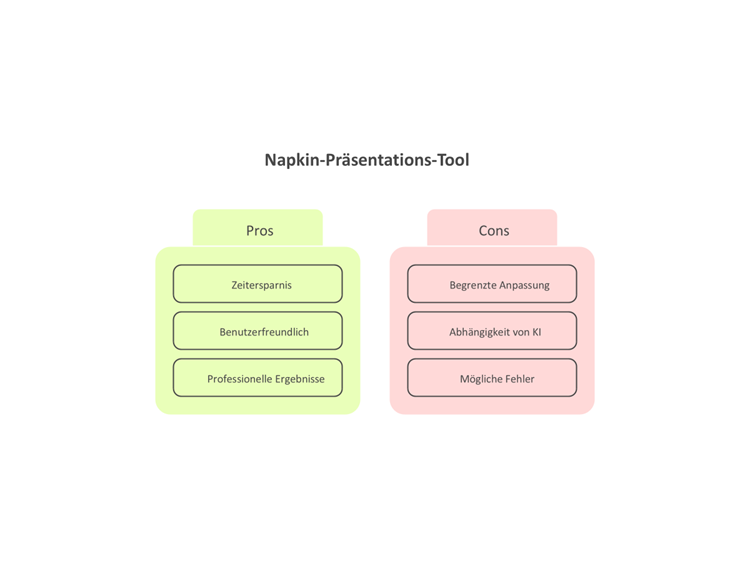 Napkin-Präsentations-Tool
Pros
Zeitersparnis
Benutzerfreundlich
Professionelle Ergebnisse
Cons
Begrenzte Anpassung
Abhängigkeit von KI
Mögliche Fehler